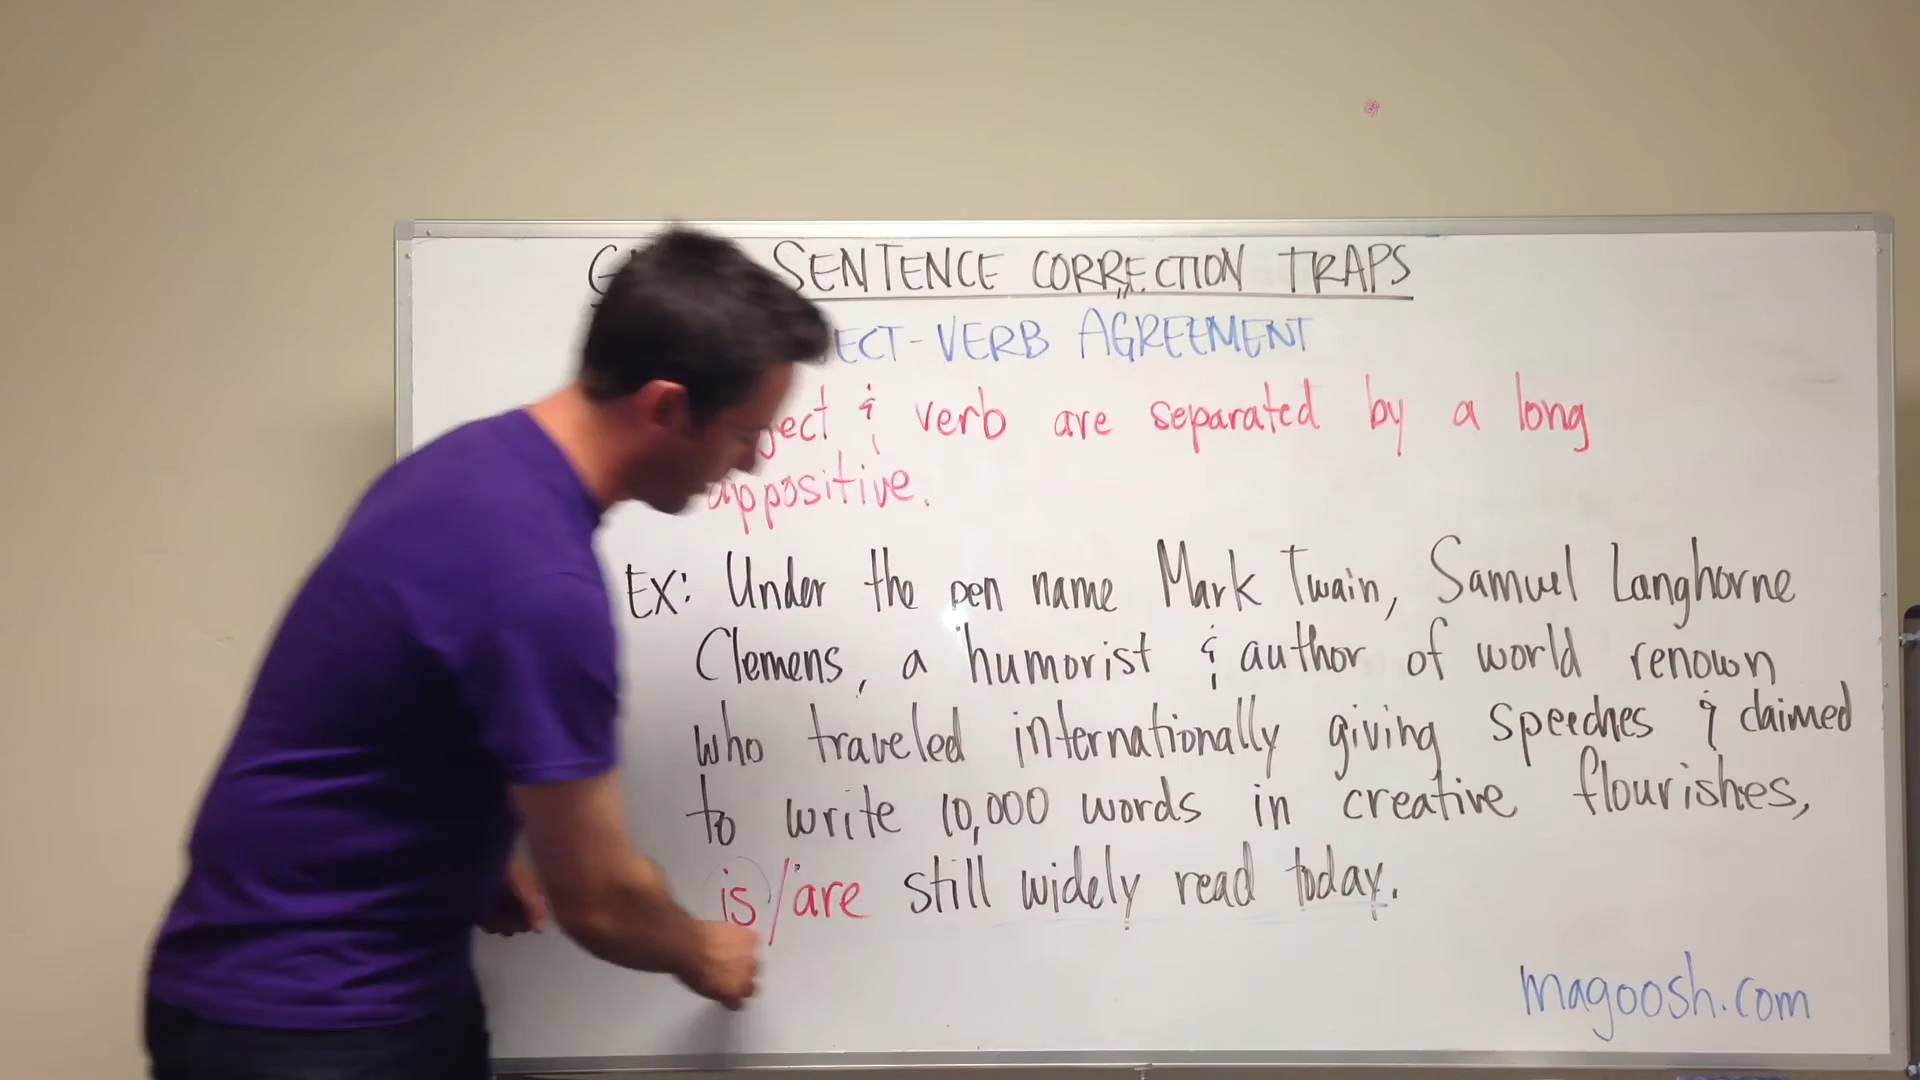 SENTENCE CORRECTION TRAPS
VERB AGREEMENT
& verb are separated by a long
appositive.
Ex: Under the pen name Mark Twain, Samuel Langhorne
Clemens, a humorist & author of world renown
who traveled internationally giving speeches & claimed
to write 10,000 words in creative flourishes,
is/are still widely read today.
magoosh.com